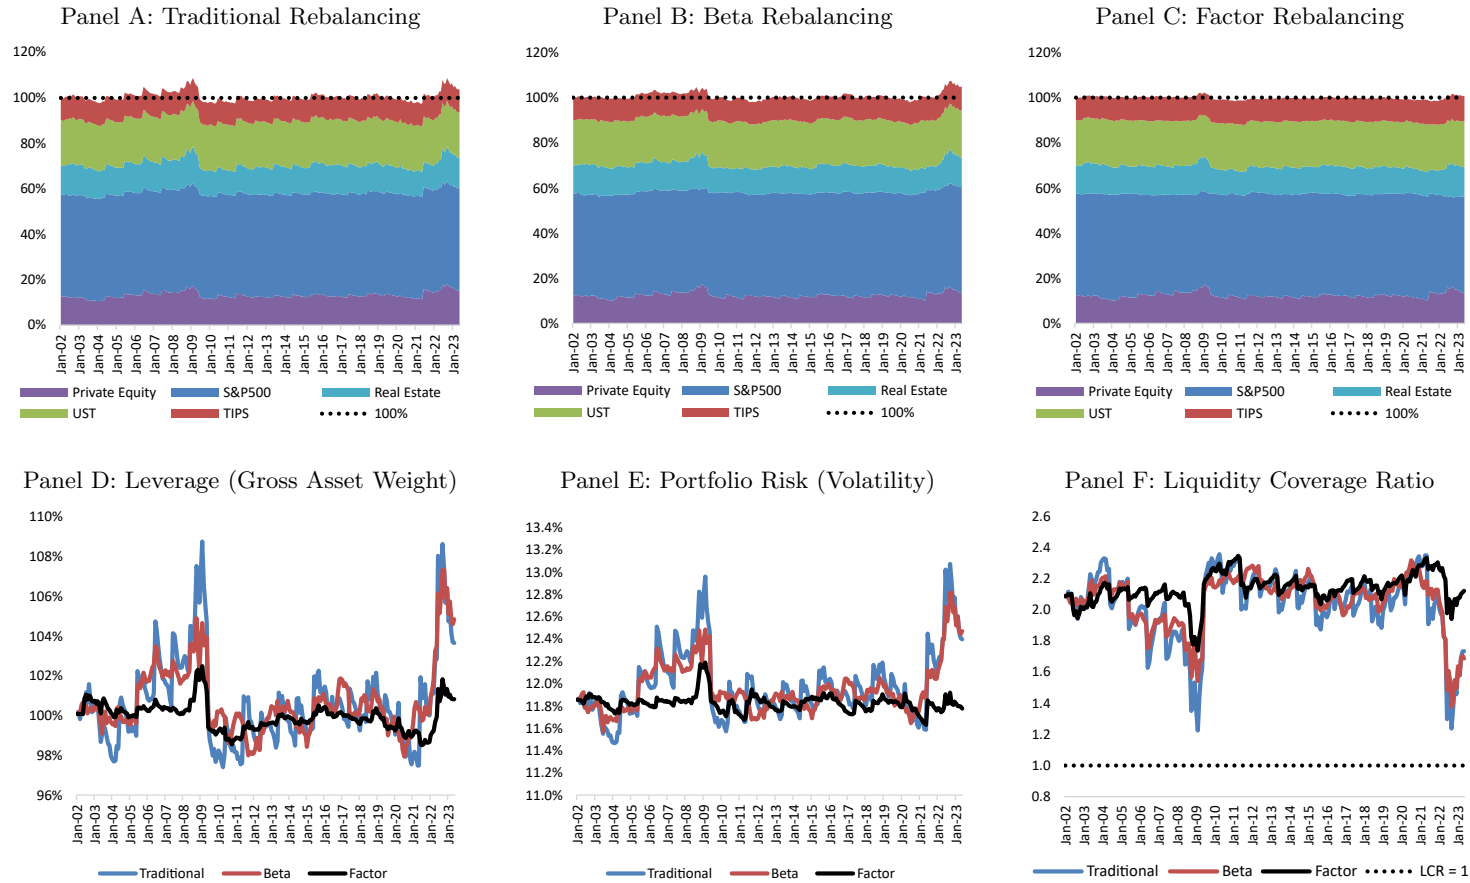 Panel A: Traditional Rebalancing
120%
100%
80%
60%
40%
20%
0%
Jan-02 Jan-03 Jan-04 Jan-05 Jan-06 Jan-07 Jan-08 Jan-09 Jan-10 Jan-11 Jan-12 Jan-13 Jan-14 Jan-15 Jan-16 Jan-17 Jan-18 Jan-19 Jan-20 Jan-21 Jan-22 Jan-23
Private Equity S&P500 Real Estate
UST TIPS 100%
Panel B: Beta Rebalancing
120%
100%
80%
60%
40%
20%
0%
Jan-02 Jan-03 Jan-04 Jan-05 Jan-06 Jan-07 Jan-08 Jan-09 Jan-10 Jan-11 Jan-12 Jan-13 Jan-14 Jan-15 Jan-16 Jan-17 Jan-18 Jan-19 Jan-20 Jan-21 Jan-22 Jan-23
Private Equity S&P500 Real Estate
UST TIPS 100%
Panel C: Factor Rebalancing
120%
100%
80%
60%
40%
20%
0%
Jan-02 Jan-03 Jan-04 Jan-05 Jan-06 Jan-07 Jan-08 Jan-09 Jan-10 Jan-11 Jan-12 Jan-13 Jan-14 Jan-15 Jan-16 Jan-17 Jan-18 Jan-19 Jan-20 Jan-21 Jan-22 Jan-23
Private Equity S&P500 Real Estate
UST TIPS 100%
Panel D: Leverage (Gross Asset Weight)
110%
108%
106%
104%
102%
100%
98%
96%
Jan-02 Jan-03 Jan-04 Jan-05 Jan-06 Jan-07 Jan-08 Jan-09 Jan-10 Jan-11 Jan-12 Jan-13 Jan-14 Jan-15 Jan-16 Jan-17 Jan-18 Jan-19 Jan-20 Jan-21 Jan-22 Jan-23
Traditional Beta Factor
Panel E: Portfolio Risk (Volatility)
13.4%
13.2%
13.0%
12.8%
12.6%
12.4%
12.2%
12.0%
11.8%
11.6%
11.4%
11.2%
11.0%
Jan-02 Jan-03 Jan-04 Jan-05 Jan-06 Jan-07 Jan-08 Jan-09 Jan-10 Jan-11 Jan-12 Jan-13 Jan-14 Jan-15 Jan-16 Jan-17 Jan-18 Jan-19 Jan-20 Jan-21 Jan-22 Jan-23
Traditional Beta Factor
Panel F: Liquidity Coverage Ratio
2.6
2.4
2.2
2.0
1.8
1.6
1.4
1.2
1.0
0.8
Jan-02 Jan-03 Jan-04 Jan-05 Jan-06 Jan-07 Jan-08 Jan-09 Jan-10 Jan-11 Jan-12 Jan-13 Jan-14 Jan-15 Jan-16 Jan-17 Jan-18 Jan-19 Jan-20 Jan-21 Jan-22 Jan-23
Traditional Beta Factor LCR = 1